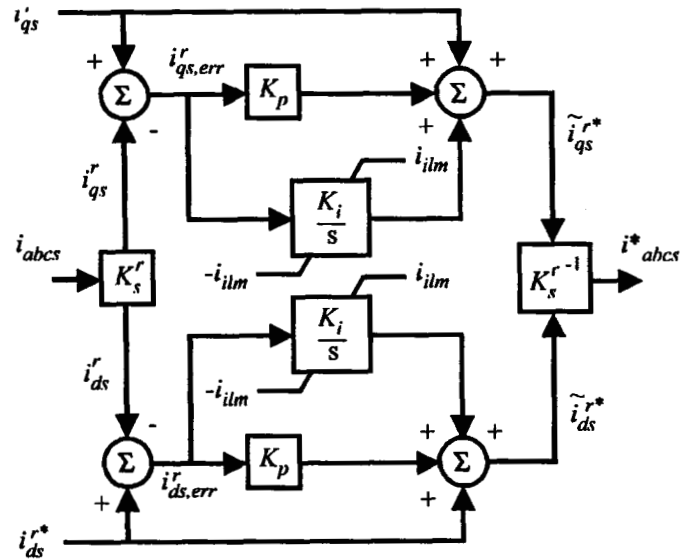 i'qs
+ i^r_qs,err + +
Σ K_p Σ
- +
ĩ^r*_qs
i^r_qs i_ilm
K_i/s
i_abcs -i_ilm i*_abcs
K^r_s i_ilm K^r_s^-1
K_i/s
i^r_ds -i_ilm
ĩ^r*_ds
- + +
Σ K_p Σ
+ i^r_ds,err +
i^r*_ds